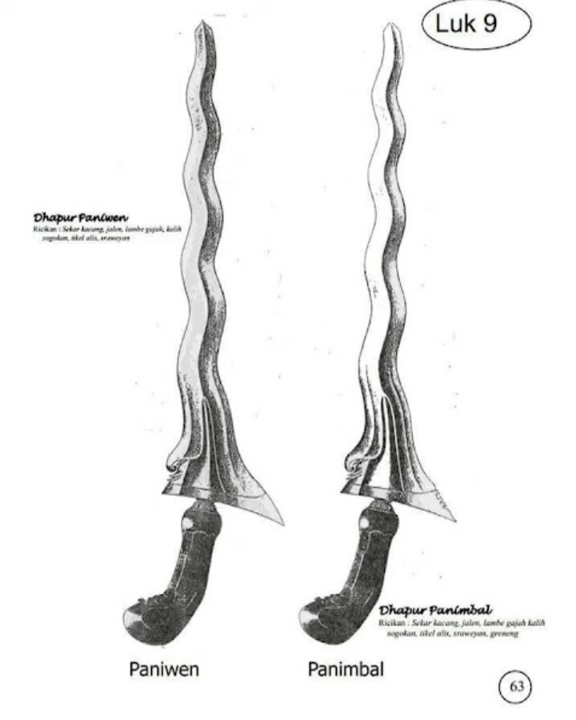 Luk 9
Dhapur Paniwen
Ricikan : Sekar kacang, jalen, lambe gajah, kalih
sogokan, tikel alis, sraweyan
Dhapur Panimbal
Ricikan : Sekar kacang, jalen, lambe gajah kalih
sogokan, tikel alis, sraweyan, greneng
Paniwen
Panimbal
63